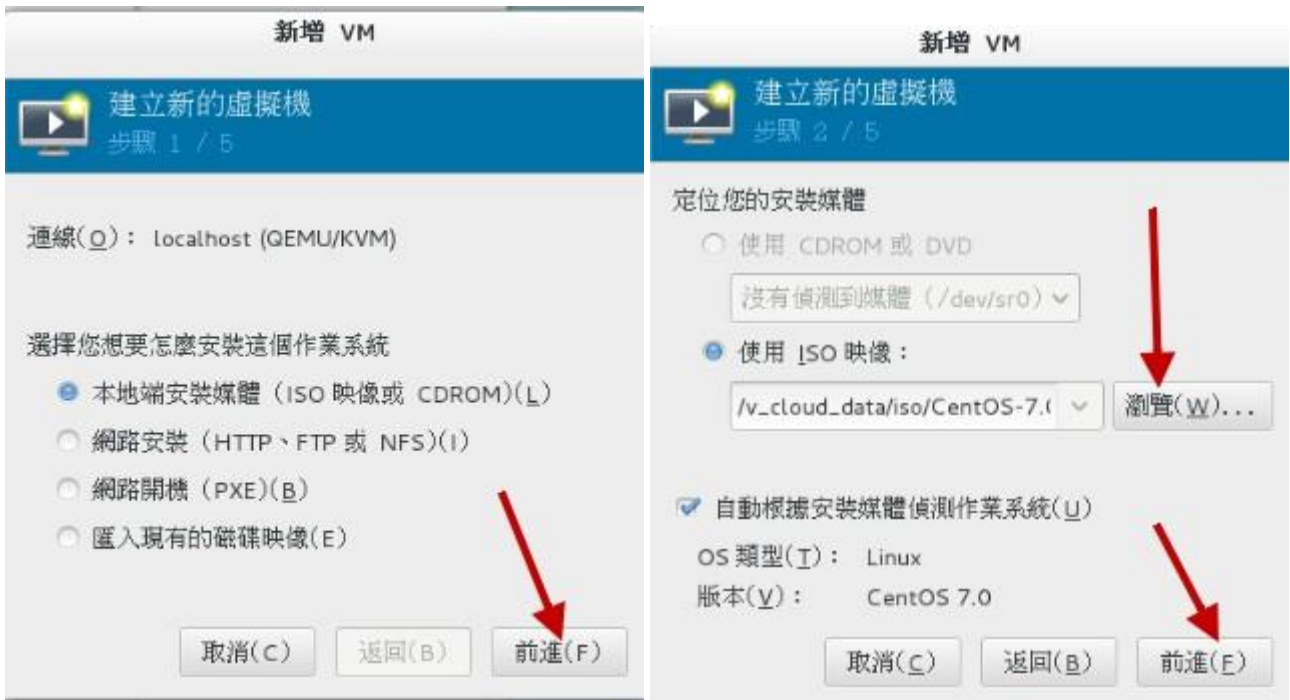 新增 VM
建立新的虛擬機
步驟 1 / 5
連線(O)： localhost (QEMU/KVM)
選擇您想要怎麼安裝這個作業系統
本地端安裝媒體（ISO 映像或 CDROM）(L)
網路安裝（HTTP、FTP 或 NFS）(I)
網路開機（PXE）(B)
匯入現有的磁碟映像(E)
取消(C) 返回(B) 前進(F)
新增 VM
建立新的虛擬機
步驟 2 / 5
定位您的安裝媒體
使用 CDROM 或 DVD
沒有偵測到媒體（/dev/sr0）
使用 ISO 映像：
/v_cloud_data/iso/CentOS-7.( 瀏覽(W)...
自動根據安裝媒體偵測作業系統(U)
OS 類型(T)： Linux
版本(V)： CentOS 7.0
取消(C) 返回(B) 前進(F)